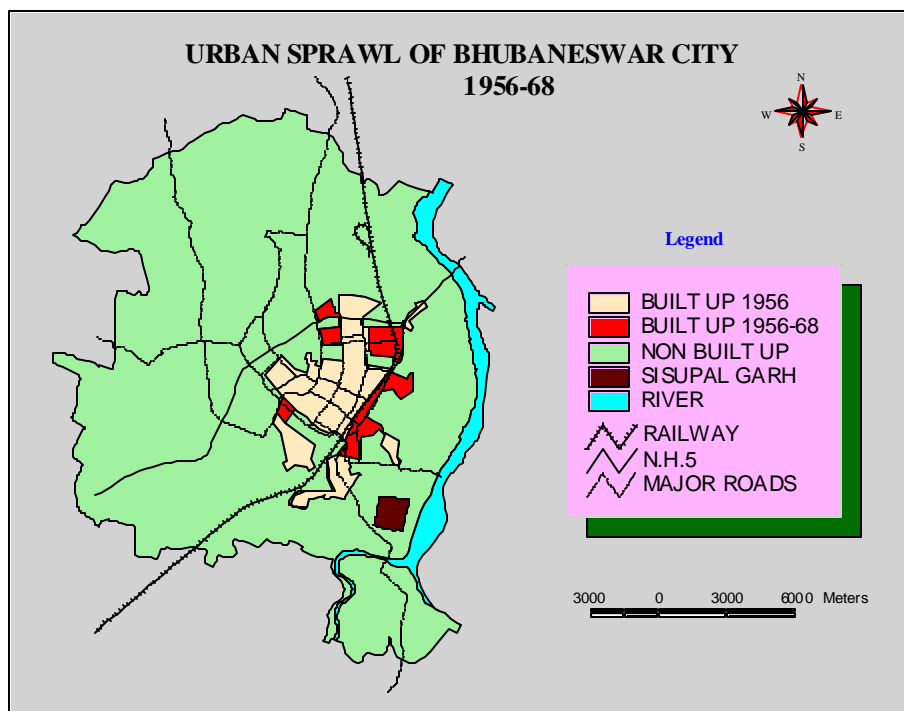 URBAN SPRAWL OF BHUBANESWAR CITY
1956-68
N
W E
S
Legend
BUILT UP 1956
BUILT UP 1956-68
NON BUILT UP
SISUPAL GARH
RIVER
RAILWAY
N.H.5
MAJOR ROADS
3000 0 3000 6000 Meters